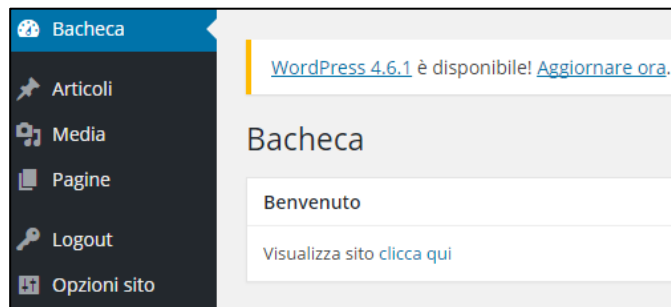 Bacheca
Articoli
Media
Pagine
Logout
Opzioni sito
WordPress 4.6.1 è disponibile! Aggiornare ora.
Bacheca
Benvenuto
Visualizza sito clicca qui